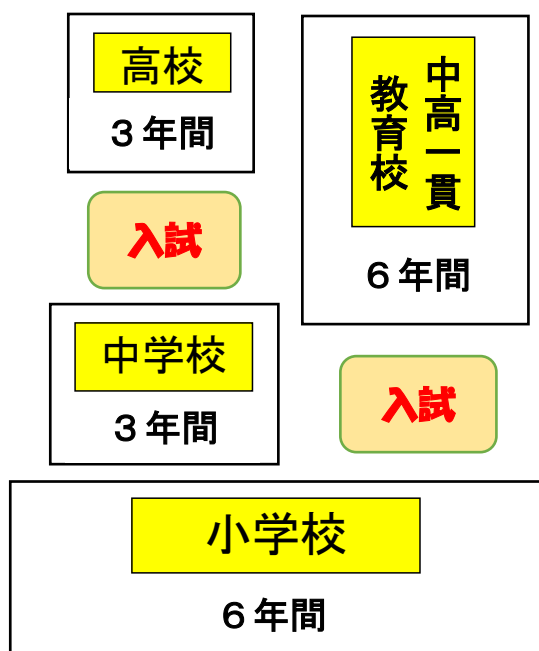 高校
３年間
入試
中学校
３年間
中高一貫
教育校
６年間
入試
小学校
６年間